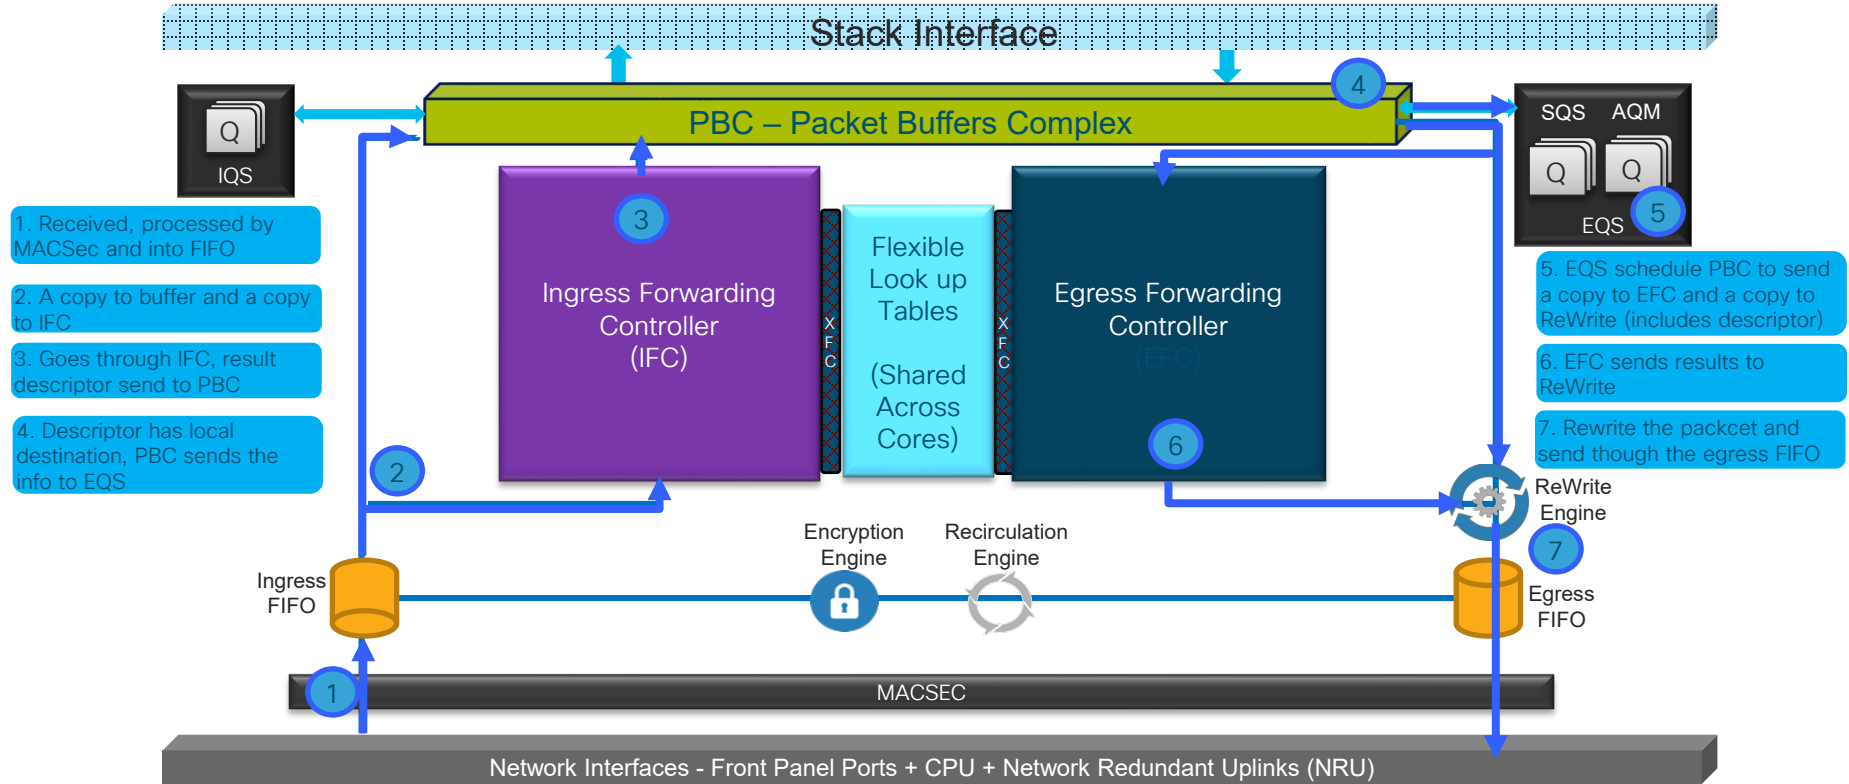 Stack Interface
PBC – Packet Buffers Complex
4
Q
IQS
SQS AQM
Q
Q
5
EQS
1. Received, processed by
MACSec and into FIFO
2. A copy to buffer and a copy
to IFC
3. Goes through IFC, result
descriptor send to PBC
4. Descriptor has local
destination, PBC sends the
info to EQS
3
Ingress Forwarding
Controller
(IFC)
X
F
C
Flexible
Look up
Tables
(Shared
Across
Cores)
X
F
C
Egress Forwarding
Controller
(EFC)
6
5. EQS schedule PBC to send
a copy to EFC and a copy to
ReWrite (includes descriptor)
6. EFC sends results to
ReWrite
7. Rewrite the packcet and
send though the egress FIFO
2
ReWrite
Engine
7
Encryption
Engine
Recirculation
Engine
Ingress
FIFO
Egress
FIFO
1
MACSEC
Network Interfaces - Front Panel Ports + CPU + Network Redundant Uplinks (NRU)